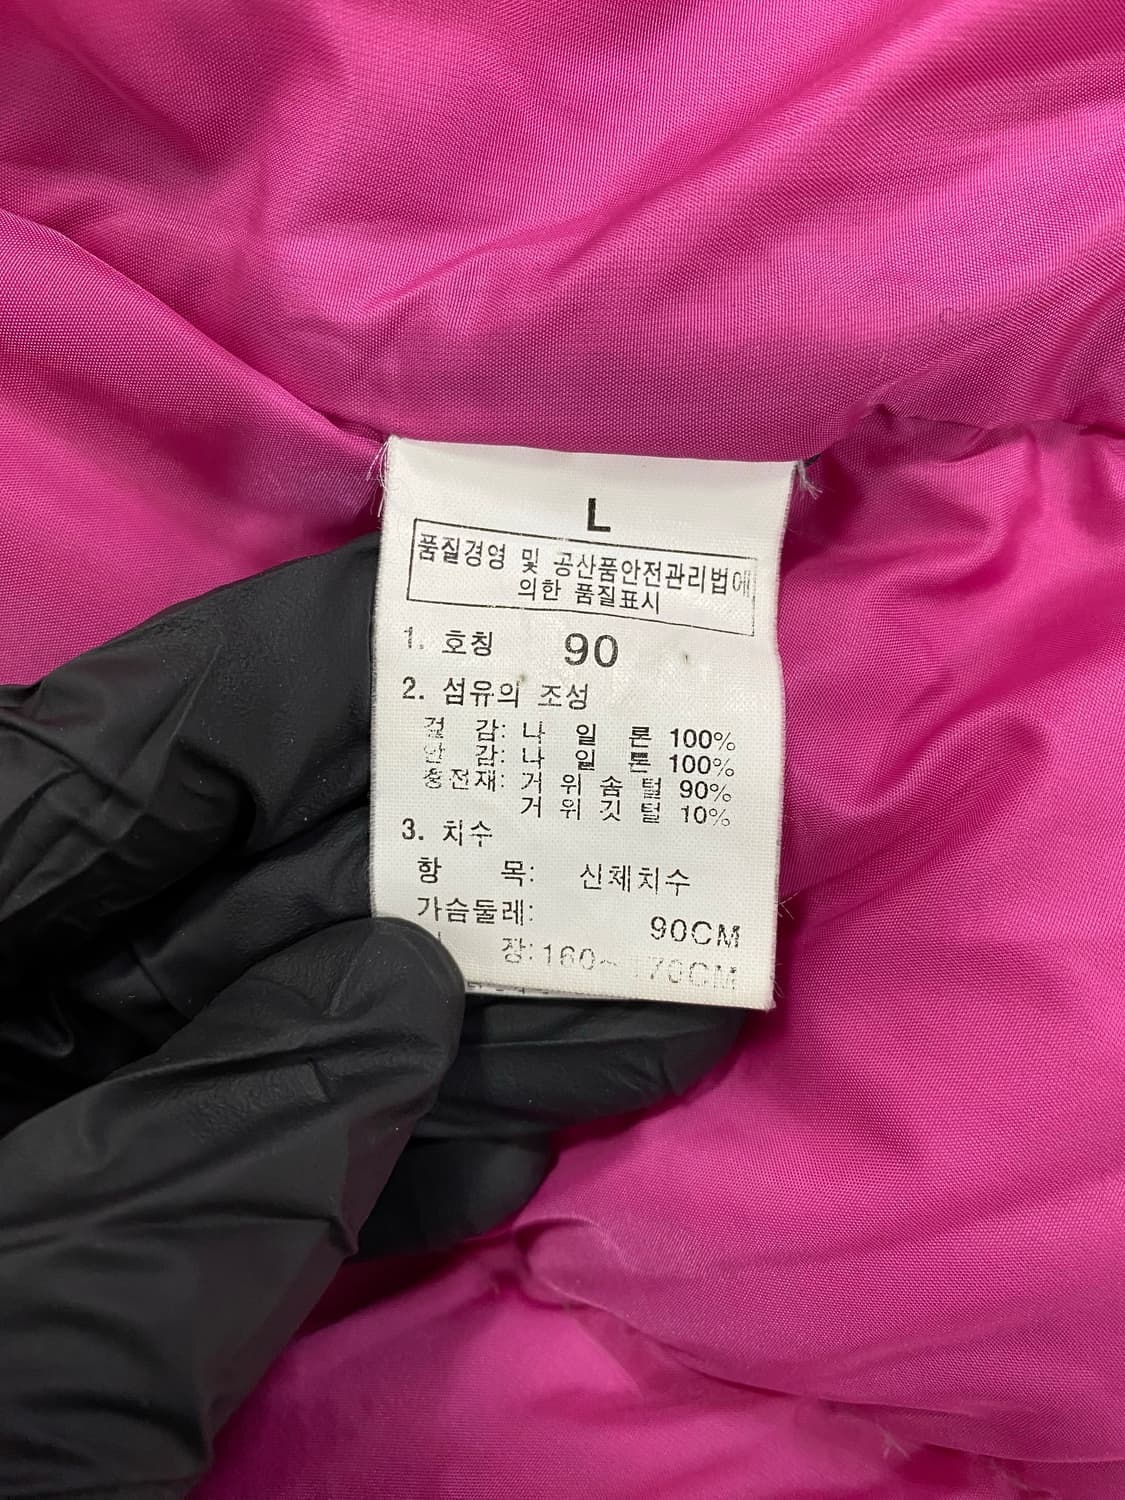 L
품질경영 및 공산품안전관리법에
의한 품질표시
1. 호칭 90
2. 섬유의 조성
겉 감: 나 일 론 100%
안 감: 나 일 론 100%
충전재: 거 위 솜 털 90%
거 위 깃 털 10%
3. 치수
항 목: 신체치수
가슴둘레: 90CM
장: 160~170CM